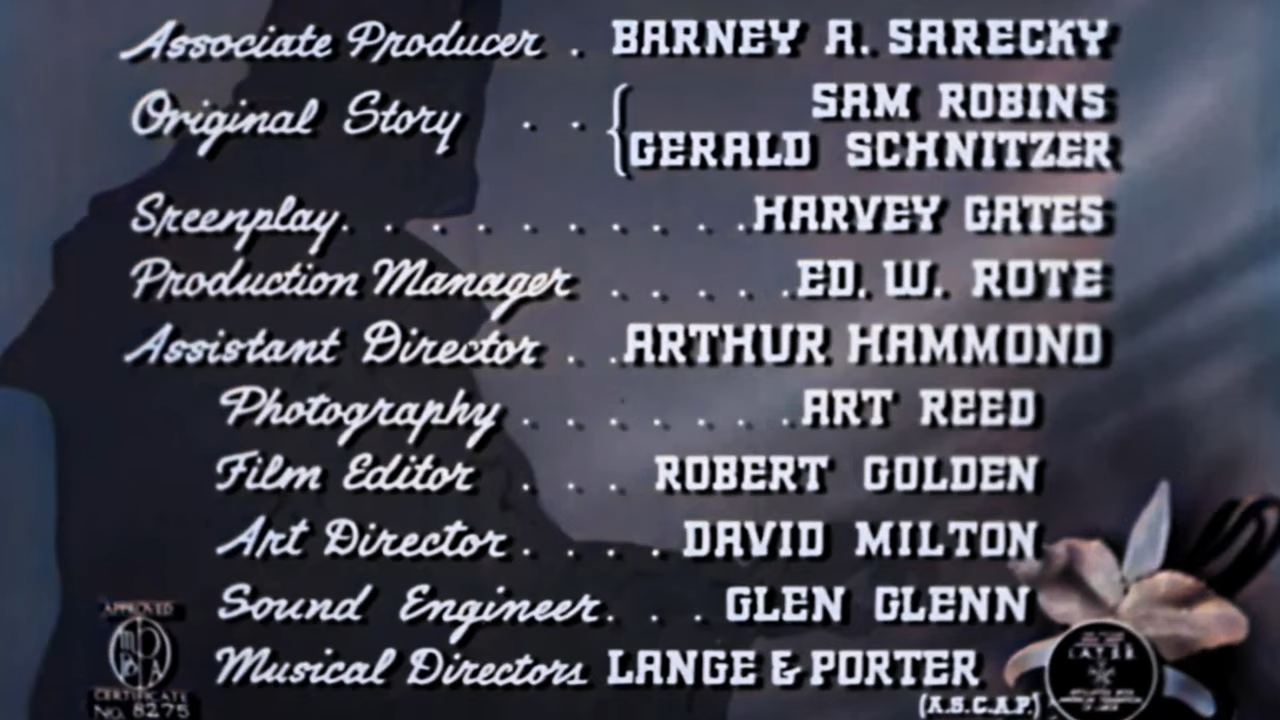 Associate Producer . BARNEY A. SARECKY
Original Story . . { SAM ROBINS
GERALD SCHNITZER
Sreenplay. . . . . . . . . .HARVEY GATES
Production Manager . . . . .ED. W. ROTE
Assistant Director . .ARTHUR HAMMOND
Photography . . . . . . .ART REED
Film Editor . . . ROBERT GOLDEN
Art Director. . . .DAVID MILTON
Sound Engineer. . . GLEN GLENN
Musical Directors LANGE & PORTER
(A.S.C.A.P.)
APPROVED
CERTIFICATE
No. 8275